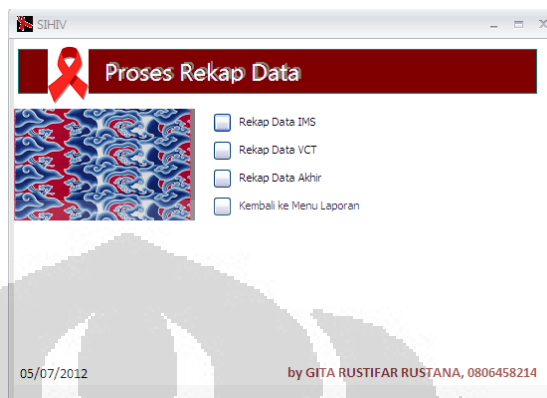 SIHIV
Proses Rekap Data
Rekap Data IMS
Rekap Data VCT
Rekap Data Akhir
Kembali ke Menu Laporan
05/07/2012
by GITA RUSTIFAR RUSTANA, 0806458214